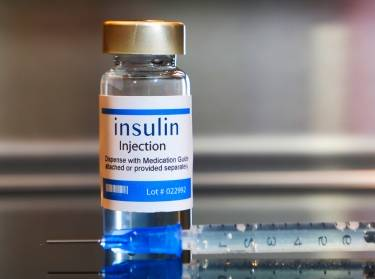 insulin
Injection
Dispense with Medication Guide
attached or provided separately
Lot # 022992